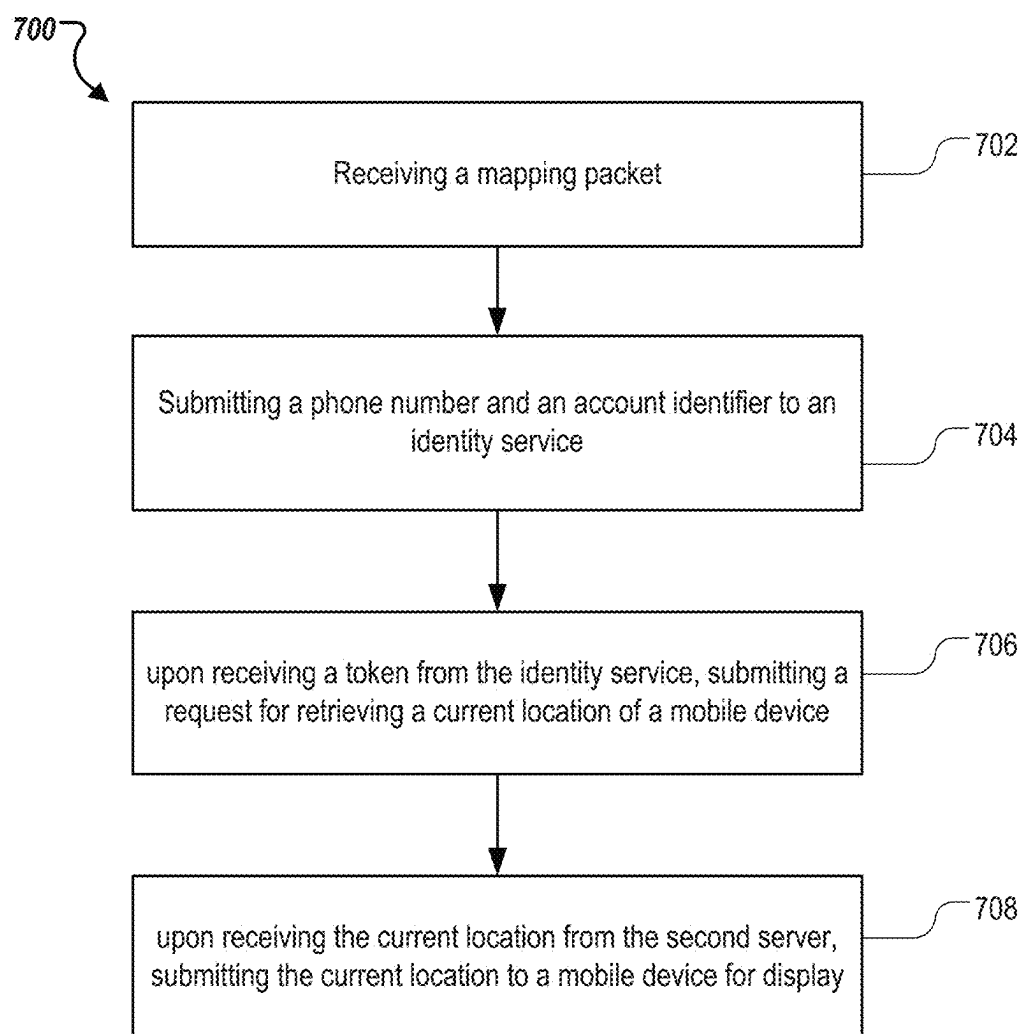 700
Receiving a mapping packet
702
Submitting a phone number and an account identifier to an
identity service
704
upon receiving a token from the identity service, submitting a
request for retrieving a current location of a mobile device
706
upon receiving the current location from the second server,
submitting the current location to a mobile device for display
708